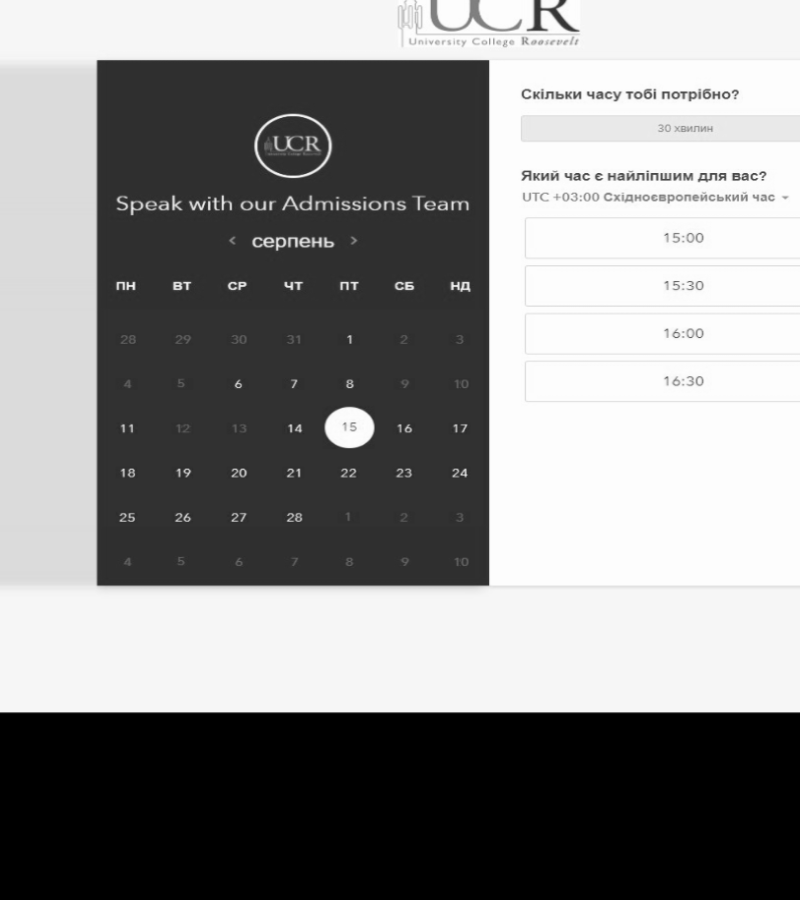 UCR
University College Roosevelt
UCR
Speak with our Admissions Team
< серпень >
ПН ВТ СР ЧТ ПТ СБ НД
28 29 30 31 1 2 3
4 5 6 7 8 9 10
11 12 13 14 15 16 17
18 19 20 21 22 23 24
25 26 27 28 1 2 3
4 5 6 7 8 9 10
Скільки часу тобі потрібно?
30 хвилин
Який час є найліпшим для вас?
UTC +03:00 Східноєвропейський час
15:00
15:30
16:00
16:30